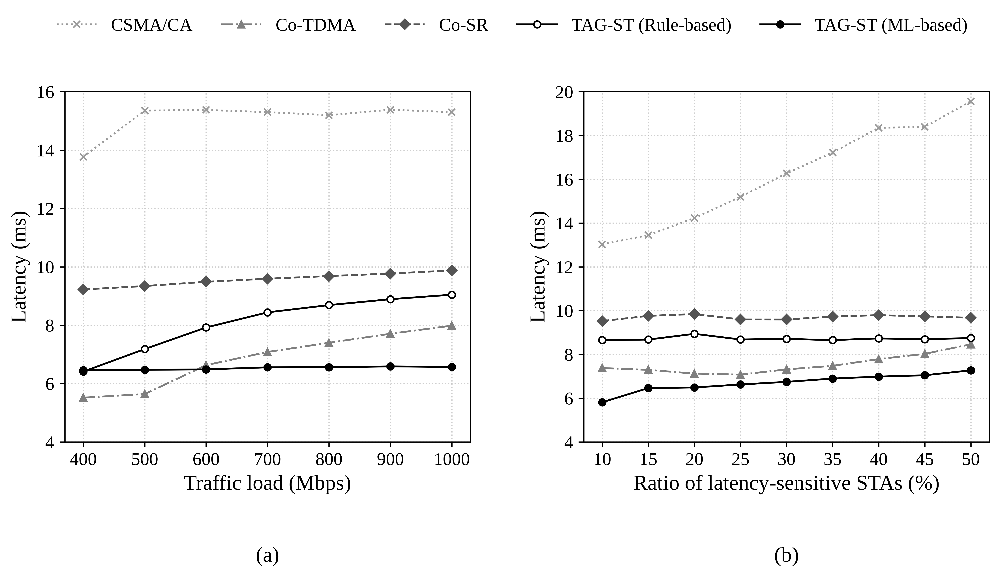 CSMA/CA Co-TDMA Co-SR TAG-ST (Rule-based) TAG-ST (ML-based)
16
14
12
10
8
6
4
Latency (ms)
400 500 600 700 800 900 1000
Traffic load (Mbps)
(a)
20
18
16
14
12
10
8
6
4
Latency (ms)
10 15 20 25 30 35 40 45 50
Ratio of latency-sensitive STAs (%)
(b)